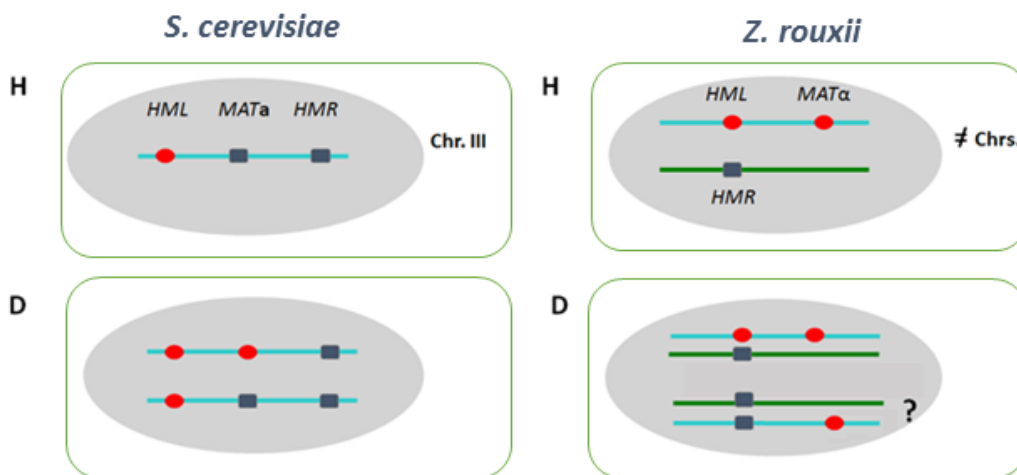 S. cerevisiae
Z. rouxii
H
HML MATa HMR
Chr. III
H
HML MATα
≠ Chrs.
HMR
D
D
?